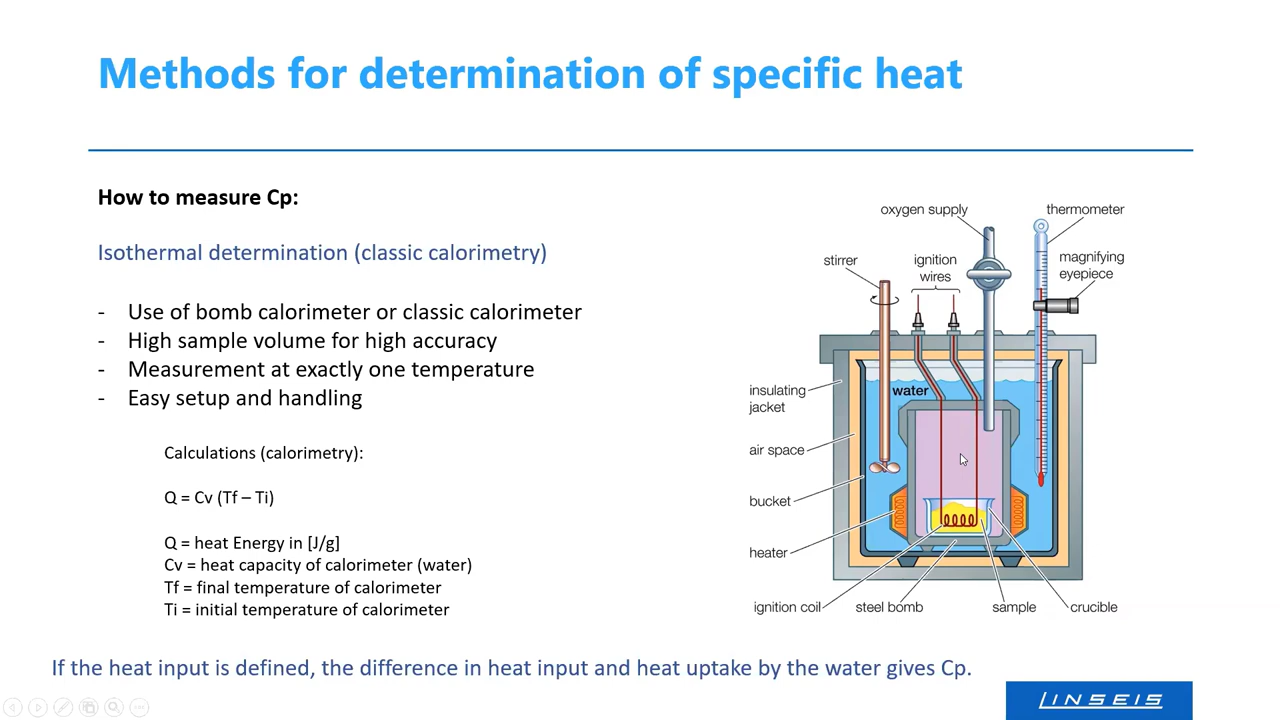 Methods for determination of specific heat
How to measure Cp:
Isothermal determination (classic calorimetry)
- Use of bomb calorimeter or classic calorimeter
- High sample volume for high accuracy
- Measurement at exactly one temperature
- Easy setup and handling
Calculations (calorimetry):
Q = Cv (Tf – Ti)
Q = heat Energy in [J/g]
Cv = heat capacity of calorimeter (water)
Tf = final temperature of calorimeter
Ti = initial temperature of calorimeter
oxygen supply
thermometer
stirrer
ignition
wires
magnifying
eyepiece
water
insulating
jacket
air space
bucket
heater
ignition coil
steel bomb
sample
crucible
If the heat input is defined, the difference in heat input and heat uptake by the water gives Cp.
LINSEIS